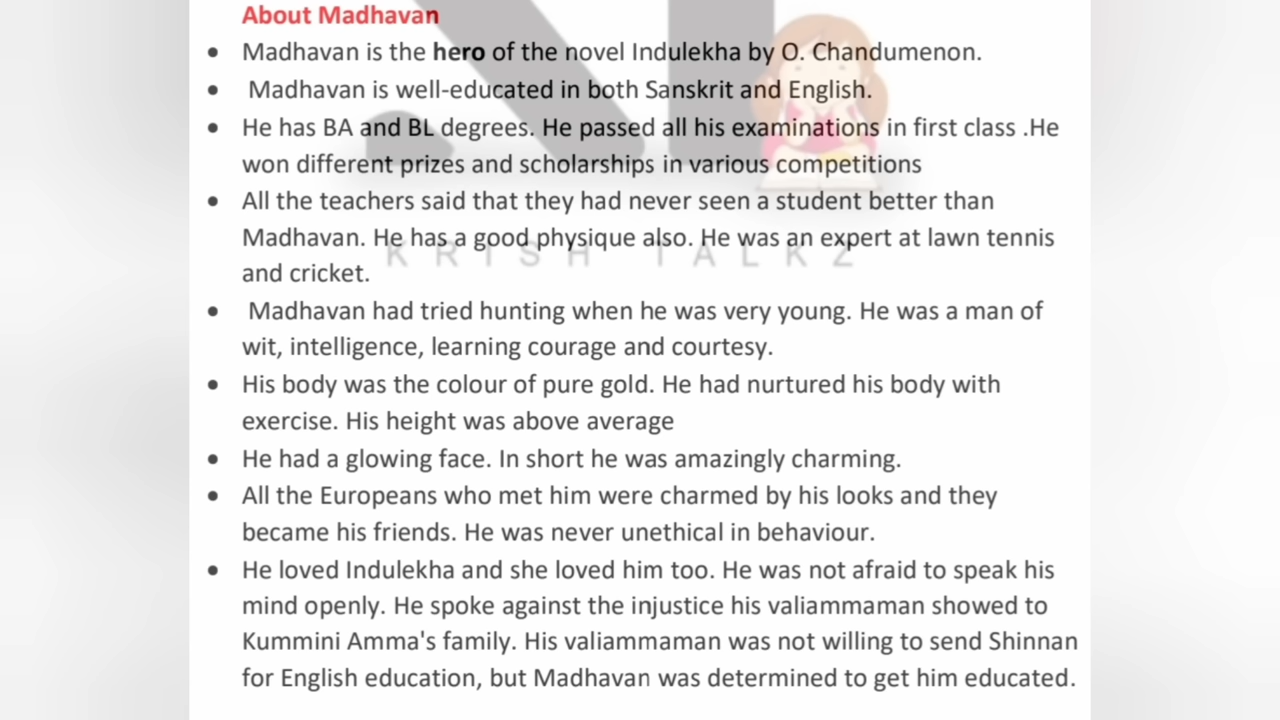 About Madhavan
• Madhavan is the hero of the novel Indulekha by O. Chandumenon.
• Madhavan is well-educated in both Sanskrit and English.
• He has BA and BL degrees. He passed all his examinations in first class .He
won different prizes and scholarships in various competitions
• All the teachers said that they had never seen a student better than
Madhavan. He has a good physique also. He was an expert at lawn tennis
KRISH TALKZ
and cricket.
• Madhavan had tried hunting when he was very young. He was a man of
wit, intelligence, learning courage and courtesy.
• His body was the colour of pure gold. He had nurtured his body with
exercise. His height was above average
• He had a glowing face. In short he was amazingly charming.
• All the Europeans who met him were charmed by his looks and they
became his friends. He was never unethical in behaviour.
• He loved Indulekha and she loved him too. He was not afraid to speak his
mind openly. He spoke against the injustice his valiammaman showed to
Kummini Amma's family. His valiammaman was not willing to send Shinnan
for English education, but Madhavan was determined to get him educated.